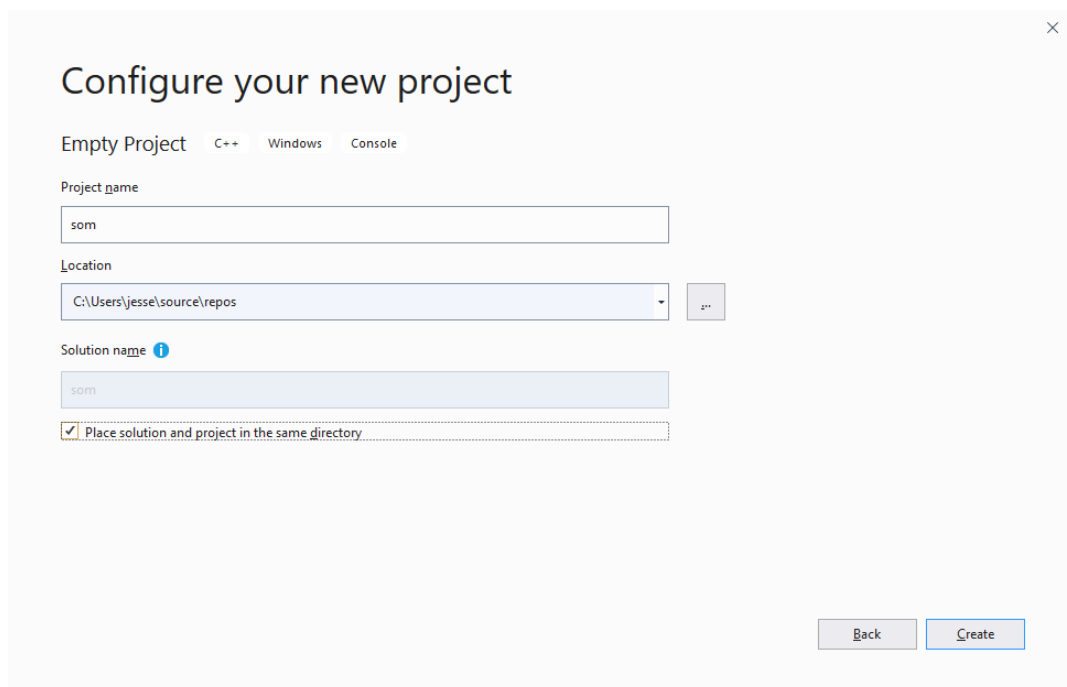 Configure your new project
Empty Project C++ Windows Console
Project name
som
Location
C:\Users\jesse\source\repos ...
Solution name i
som
✓ Place solution and project in the same directory
Back Create